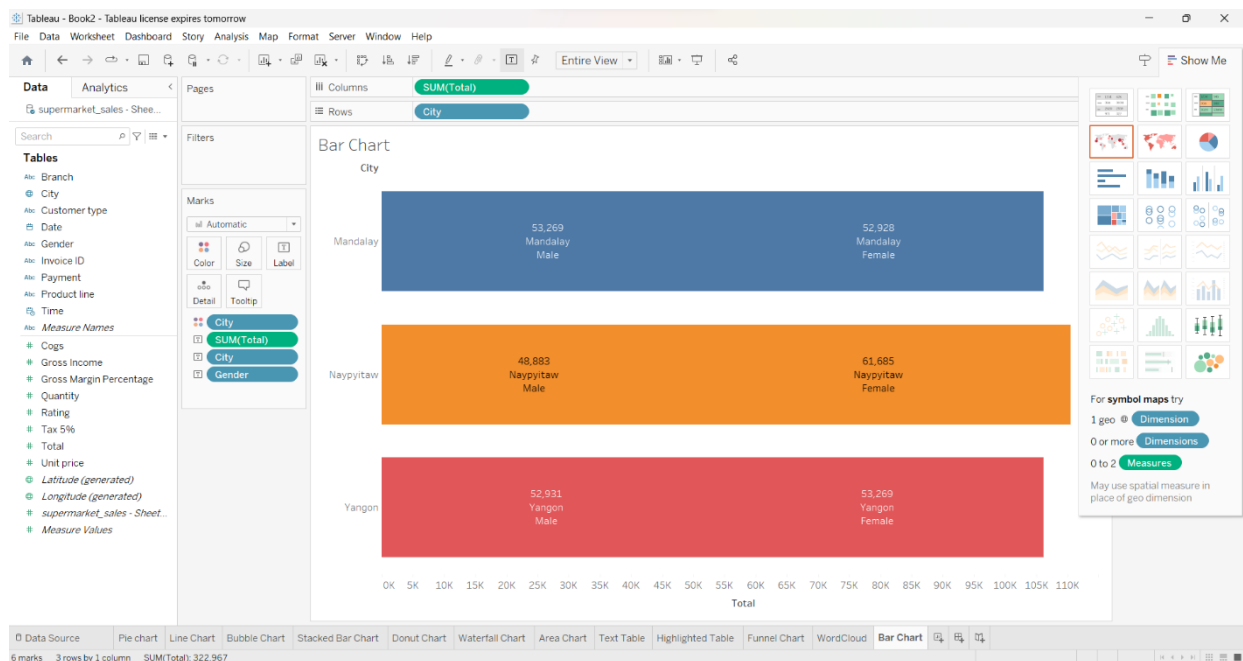 Tableau - Book2 - Tableau license expires tomorrow
File Data Worksheet Dashboard Story Analysis Map Format Server Window Help
Entire View
Show Me
Data Analytics
supermarket_sales - Shee...
Search
Tables
Abc Branch
City
Abc Customer type
Date
Abc Gender
Abc Invoice ID
Abc Payment
Abc Product line
Time
Abc Measure Names
# Cogs
# Gross Income
# Gross Margin Percentage
# Quantity
# Rating
# Tax 5%
# Total
# Unit price
Latitude (generated)
Longitude (generated)
# supermarket_sales - Sheet...
# Measure Values
Pages
Filters
Marks
Automatic
Color Size Label
Detail Tooltip
City
SUM(Total)
City
Gender
Columns SUM(Total)
Rows City
Bar Chart
City
Mandalay
53,269
Mandalay
Male
52,928
Mandalay
Female
Naypyitaw
48,883
Naypyitaw
Male
61,685
Naypyitaw
Female
Yangon
52,931
Yangon
Male
53,269
Yangon
Female
0K 5K 10K 15K 20K 25K 30K 35K 40K 45K 50K 55K 60K 65K 70K 75K 80K 85K 90K 95K 100K 105K 110K
Total
For symbol maps try
1 geo Dimension
0 or more Dimensions
0 to 2 Measures
May use spatial measure in
place of geo dimension
Data Source Pie chart Line Chart Bubble Chart Stacked Bar Chart Donut Chart Waterfall Chart Area Chart Text Table Highlighted Table Funnel Chart WordCloud Bar Chart
6 marks 3 rows by 1 column SUM(Total): 322,967